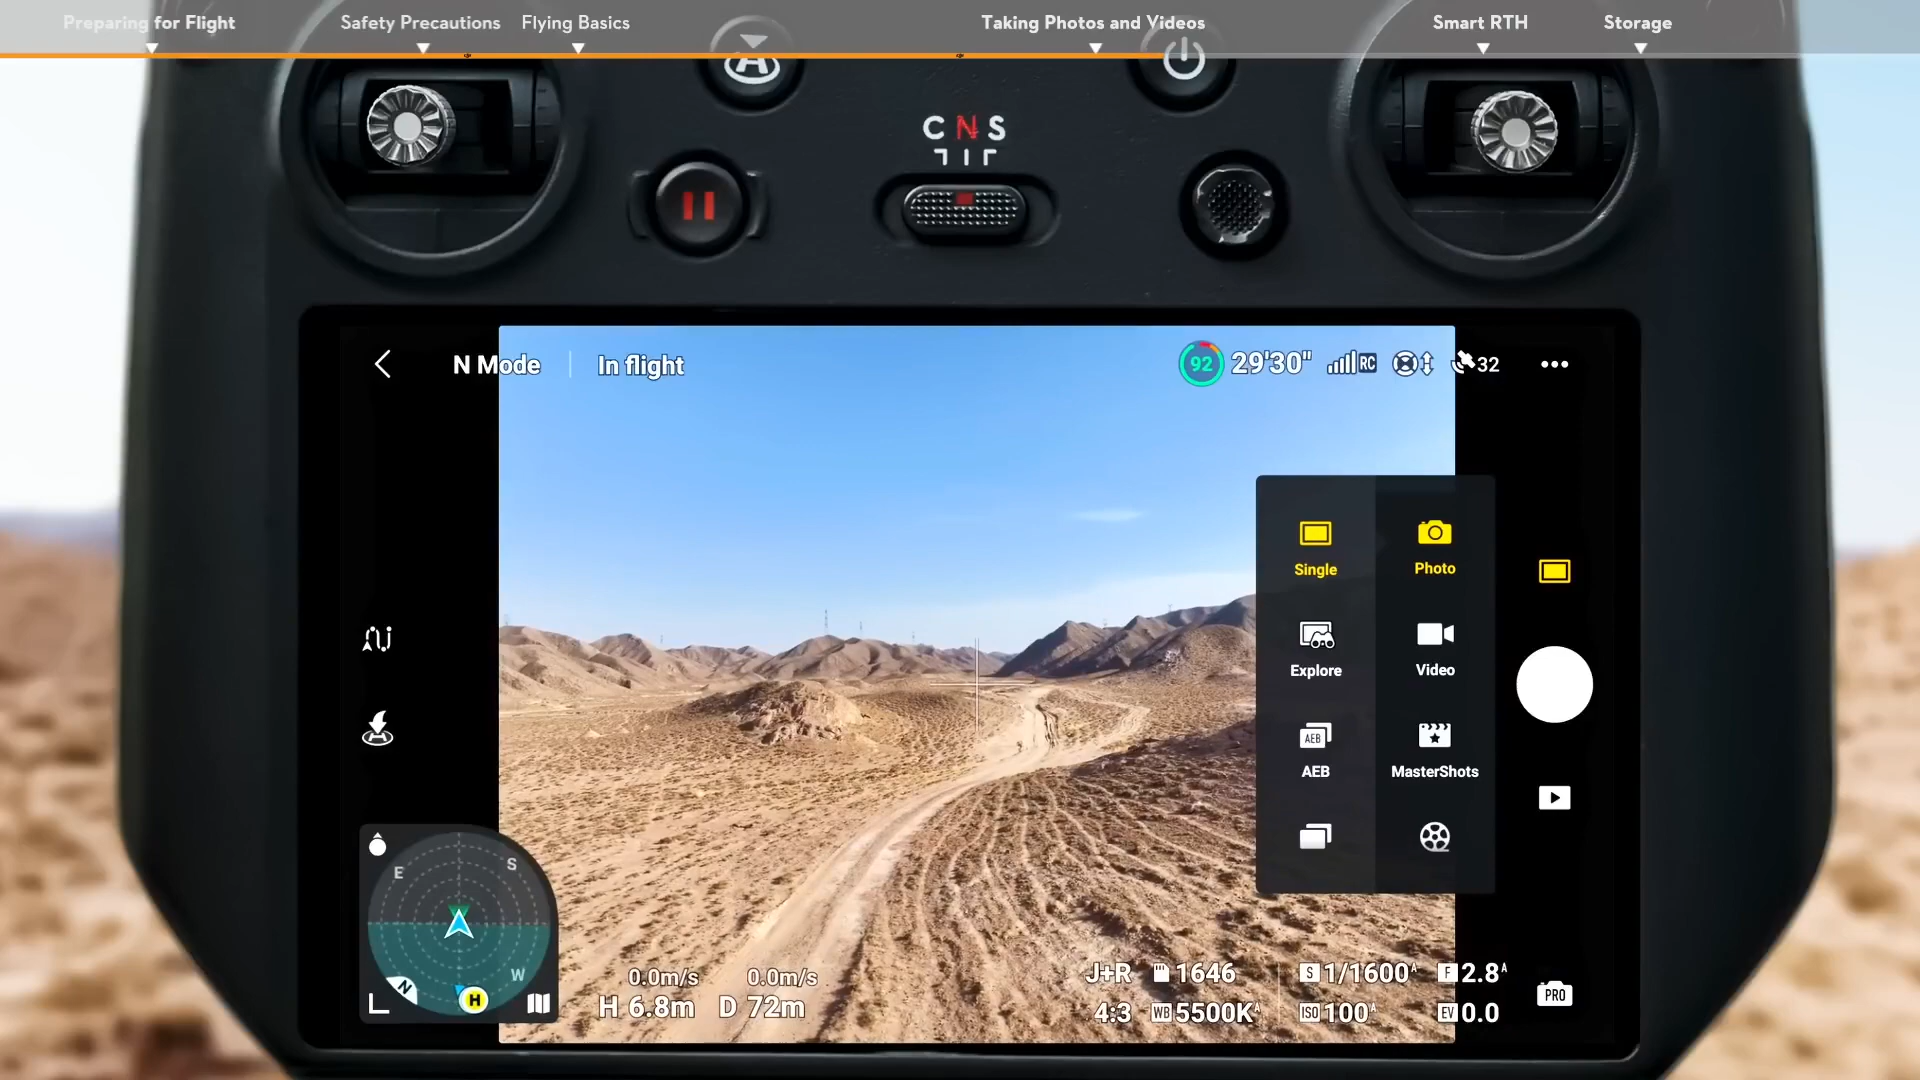 Preparing for Flight
Safety Precautions
Flying Basics
Taking Photos and Videos
Smart RTH
Storage
C N S
N Mode
In flight
92
29'30"
RC
32
Single
Photo
Explore
Video
AEB
AEB
MasterShots
E
S
W
N
H
0.0m/s
0.0m/s
H 6.8m
D 72m
J+R
1646
S 1/1600 A
F 2.8 A
4:3
WB 5500K A
ISO 100 A
EV 0.0
PRO